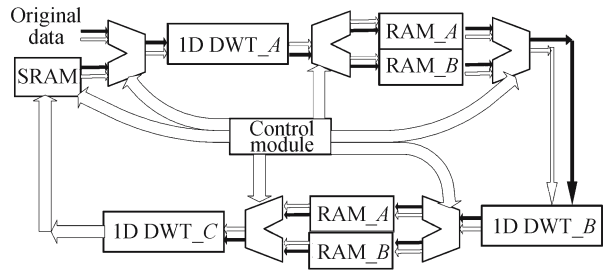 Original
data
1D DWT_A
RAM_A
RAM_B
SRAM
Control
module
1D DWT_C
RAM_A
RAM_B
1D DWT_B